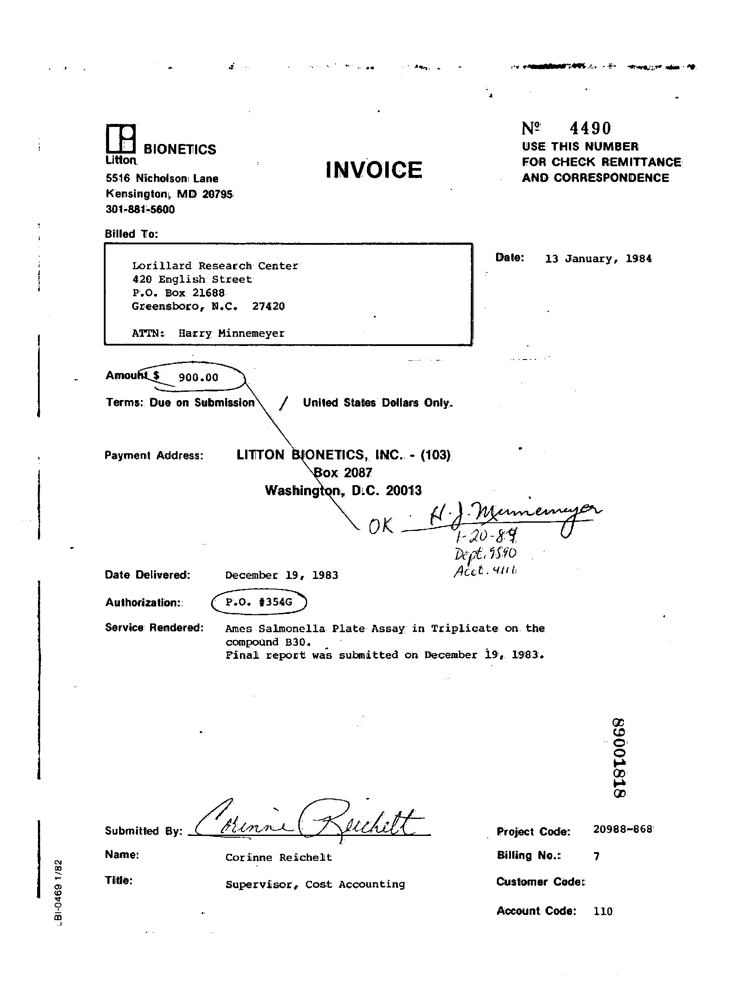 Nº 4490
USE THIS NUMBER
FOR CHECK REMITTANCE
AND CORRESPONDENCE
BIONETICS
Litton
INVOICE
5516 Nicholson Lane
Kensington, MD 20795
301-881-5600
Billed To:
Date: 13 January, 1984
Lorillard Research Center
420 English Street
P.O. Box 21688
Greensboro, N.C. 27420
ATTN: Harry Minnemeyer
Amount $ 900.00
Terms: Due on Submission / United States Dollars Only.
Payment Address: LITTON BIONETICS, INC. - (103)
Box 2087
Washington, D.C. 20013
OK H.J. Minnemeyer
1-20-84
Dept. 9590
Acct. 4111
Date Delivered: December 19, 1983
Authorization: P.O. #354G
Service Rendered: Ames Salmonella Plate Assay in Triplicate on the
compound B30.
Final report was submitted on December 19, 1983.
89001818
Submitted By: Corinne Reichelt
Project Code: 20988-868
Name: Corinne Reichelt
Billing No.: 7
Title: Supervisor, Cost Accounting
Customer Code:
Account Code: 110
LBI-0469 1/82